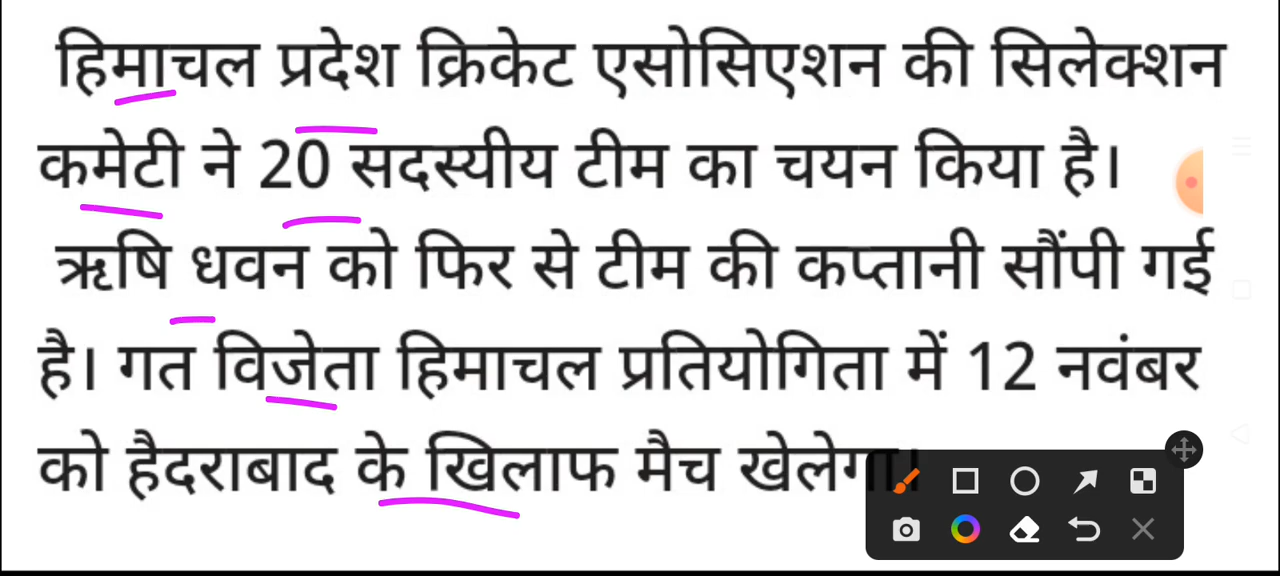 हिमाचल प्रदेश क्रिकेट एसोसिएशन की सिलेक्शन
कमेटी ने 20 सदस्यीय टीम का चयन किया है।
ऋषि धवन को फिर से टीम की कप्तानी सौंपी गई
है। गत विजेता हिमाचल प्रतियोगिता में 12 नवंबर
को हैदराबाद के खिलाफ मैच खेलेगा।